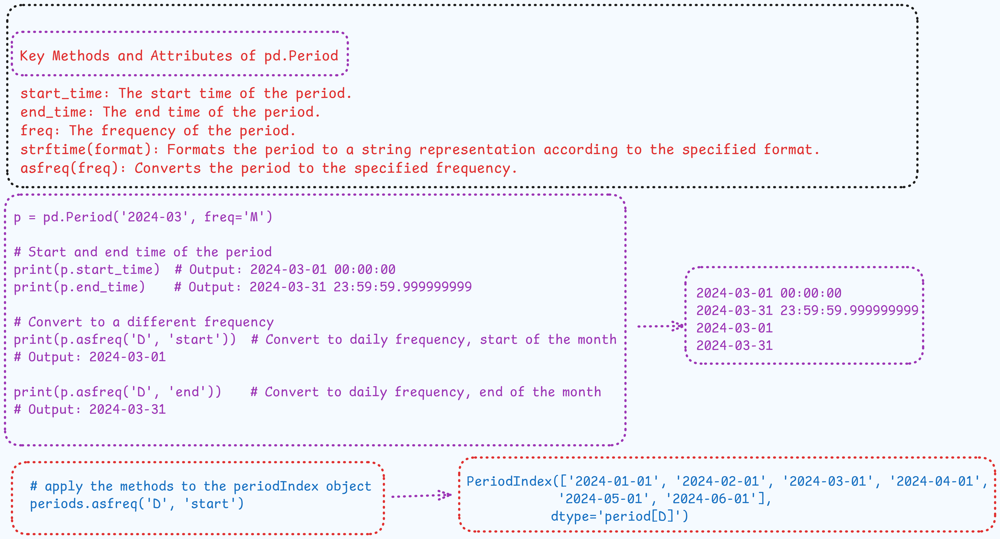 Key Methods and Attributes of pd.Period
start_time: The start time of the period.
end_time: The end time of the period.
freq: The frequency of the period.
strftime(format): Formats the period to a string representation according to the specified format.
asfreq(freq): Converts the period to the specified frequency.
p = pd.Period('2024-03', freq='M')
# Start and end time of the period
print(p.start_time)  # Output: 2024-03-01 00:00:00
print(p.end_time)    # Output: 2024-03-31 23:59:59.999999999
# Convert to a different frequency
print(p.asfreq('D', 'start'))  # Convert to daily frequency, start of the month
# Output: 2024-03-01
print(p.asfreq('D', 'end'))    # Convert to daily frequency, end of the month
# Output: 2024-03-31
2024-03-01 00:00:00
2024-03-31 23:59:59.999999999
2024-03-01
2024-03-31
# apply the methods to the periodIndex object
periods.asfreq('D', 'start')
PeriodIndex(['2024-01-01', '2024-02-01', '2024-03-01', '2024-04-01',
'2024-05-01', '2024-06-01'],
dtype='period[D]')